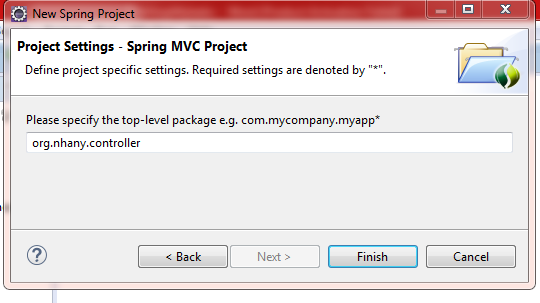 New Spring Project
Project Settings - Spring MVC Project
Define project specific settings. Required settings are denoted by "*".
Please specify the top-level package e.g. com.mycompany.myapp*
org.nhany.controller
?
< Back
Next >
Finish
Cancel